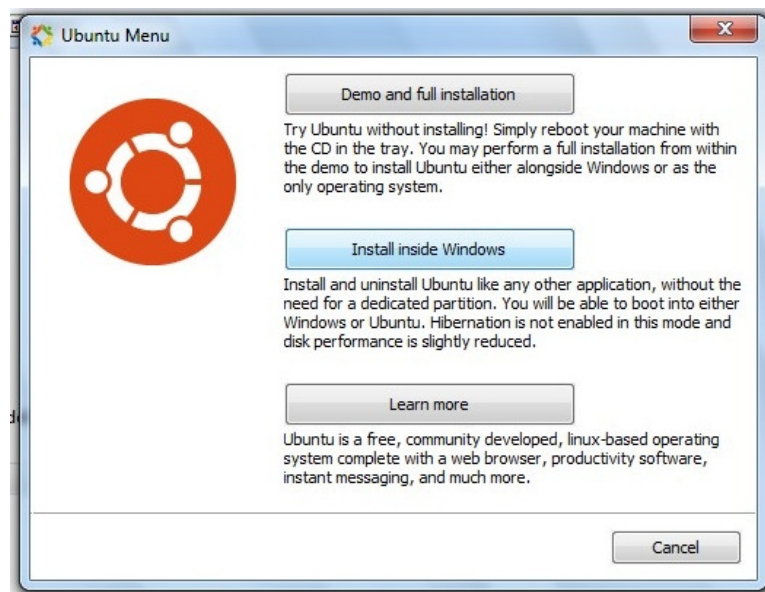 Ubuntu Menu
Demo and full installation
Try Ubuntu without installing! Simply reboot your machine with
the CD in the tray. You may perform a full installation from within
the demo to install Ubuntu either alongside Windows or as the
only operating system.
Install inside Windows
Install and uninstall Ubuntu like any other application, without the
need for a dedicated partition. You will be able to boot into either
Windows or Ubuntu. Hibernation is not enabled in this mode and
disk performance is slightly reduced.
Learn more
Ubuntu is a free, community developed, linux-based operating
system complete with a web browser, productivity software,
instant messaging, and much more.
Cancel